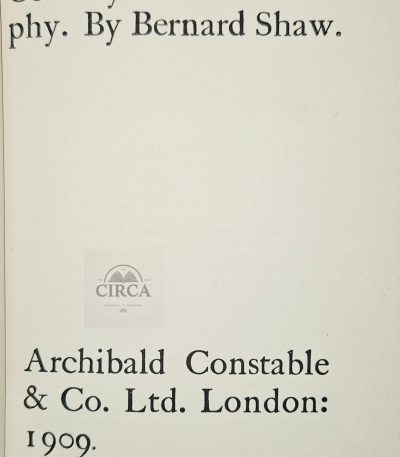 phy. By Bernard Shaw.
CIRCA
Archibald Constable
& Co. Ltd. London:
1909.